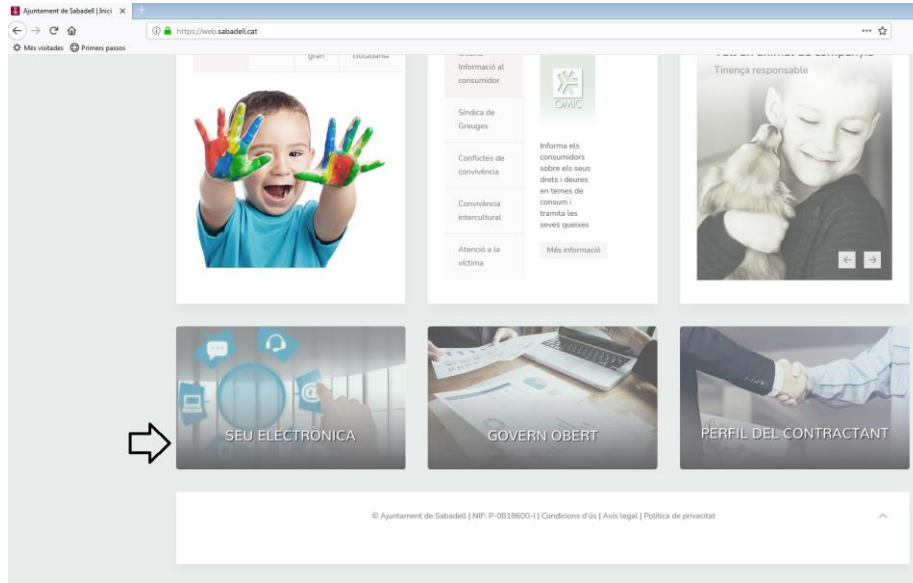 Ajuntament de Sabadell | Inici
https://web.sabadell.cat
Més visitades Primers passos
gran
ciutadania
Informació al
consumidor
Síndica de
Greuges
Conflictes de
convivència
Convivència
intercultural
Atenció a la
víctima
OMIC
Informa els
consumidors
sobre els seus
drets i deures
en temes de
consum i
tramita les
seves queixes
Més informació
Tinença responsable
SEU ELECTRÒNICA
GOVERN OBERT
PERFIL DEL CONTRACTANT
© Ajuntament de Sabadell | NIF: P-0818600-I | Condicions d'ús | Avís legal | Política de privacitat